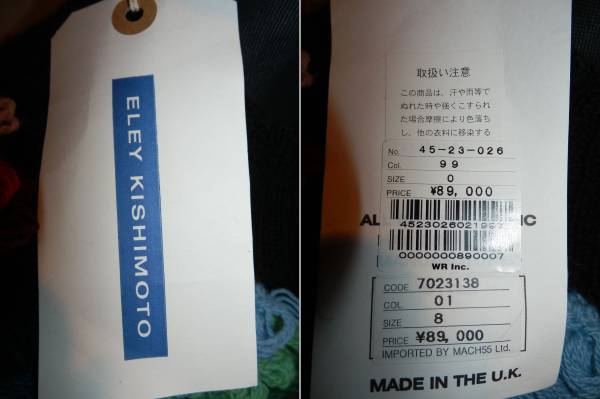 ELEY KISHIMOTO
取扱い注意
この商品は、汗や雨等で
ぬれた時や強くこすられ
た場合摩擦により色落ち
し、他の衣料に移染する
No. 45-23-026
Col. 99
SIZE 0
PRICE ¥89,000
AL
IC
0000000890007
WR Inc.
CODE 7023138
COL. 01
SIZE 8
PRICE ¥89,000
IMPORTED BY MACH55 Ltd.
MADE IN THE U.K.